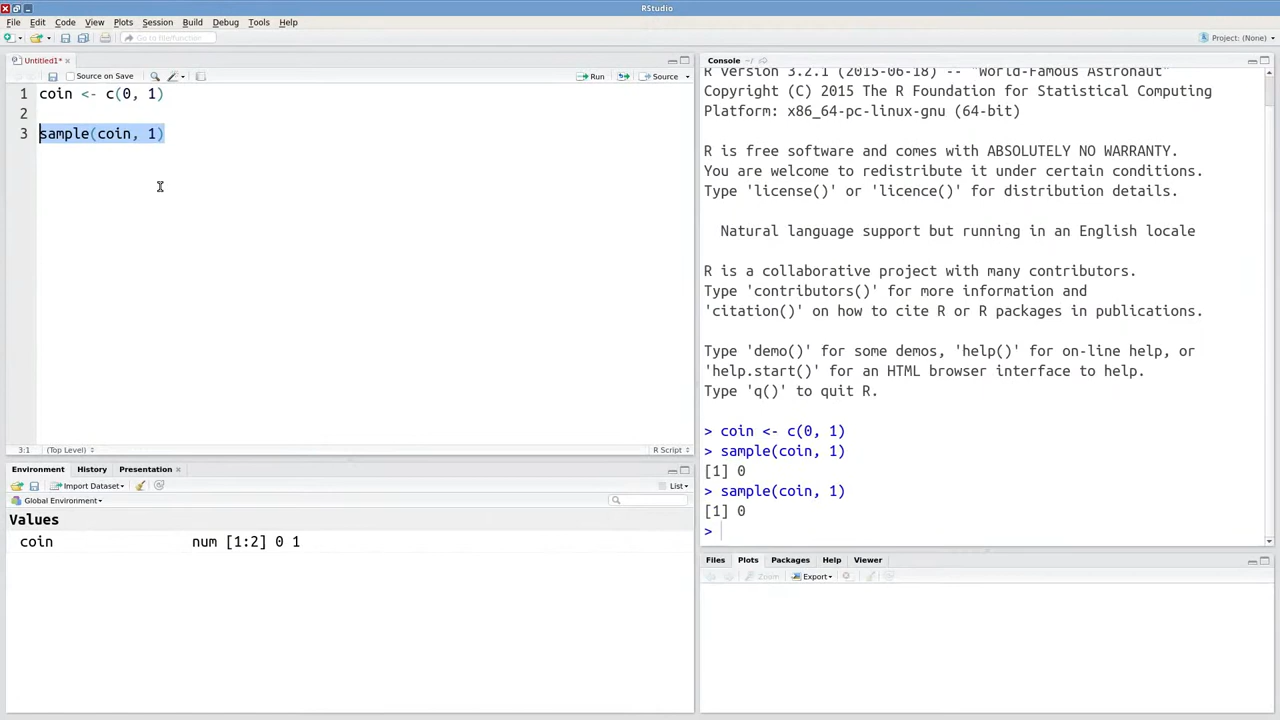 RStudio
File Edit Code View Plots Session Build Debug Tools Help
Go to file/function
Project: (None)
Untitled1*
Source on Save
Run
Source
1 coin <- c(0, 1)
2
3 sample(coin, 1)
3:1 (Top Level)
R Script
Environment History Presentation
Import Dataset
List
Global Environment
Values
coin num [1:2] 0 1
Console ~/
R version 3.2.1 (2015-06-18) -- "World-Famous Astronaut"
Copyright (C) 2015 The R Foundation for Statistical Computing
Platform: x86_64-pc-linux-gnu (64-bit)
R is free software and comes with ABSOLUTELY NO WARRANTY.
You are welcome to redistribute it under certain conditions.
Type 'license()' or 'licence()' for distribution details.
Natural language support but running in an English locale
R is a collaborative project with many contributors.
Type 'contributors()' for more information and
'citation()' on how to cite R or R packages in publications.
Type 'demo()' for some demos, 'help()' for on-line help, or
'help.start()' for an HTML browser interface to help.
Type 'q()' to quit R.
> coin <- c(0, 1)
> sample(coin, 1)
[1] 0
> sample(coin, 1)
[1] 0
>
Files Plots Packages Help Viewer
Zoom Export